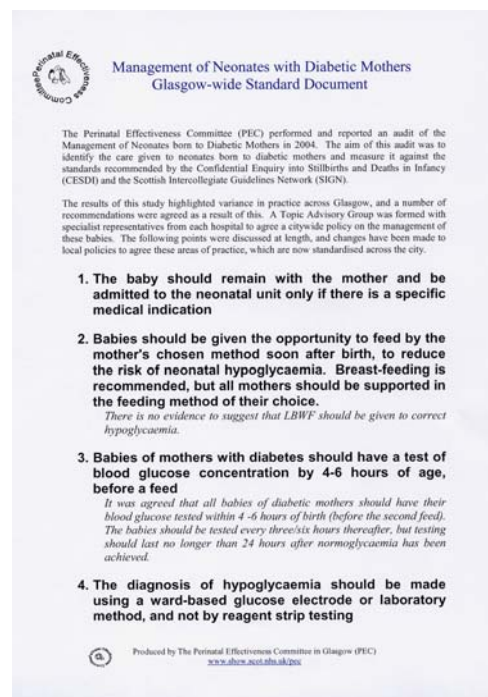 Perinatal Effectiveness Committee
Management of Neonates with Diabetic Mothers
Glasgow-wide Standard Document
The Perinatal Effectiveness Committee (PEC) performed and reported an audit of the
Management of Neonates born to Diabetic Mothers in 2004. The aim of this audit was to
identify the care given to neonates born to diabetic mothers and measure it against the
standards recommended by the Confidential Enquiry into Stillbirths and Deaths in Infancy
(CESDI) and the Scottish Intercollegiate Guidelines Network (SIGN).
The results of this study highlighted variance in practice across Glasgow, and a number of
recommendations were agreed as a result of this. A Topic Advisory Group was formed with
specialist representatives from each hospital to agree a citywide policy on the management of
these babies. The following points were discussed at length, and changes have been made to
local policies to agree these areas of practice, which are now standardised across the city.
1. The baby should remain with the mother and be
admitted to the neonatal unit only if there is a specific
medical indication
2. Babies should be given the opportunity to feed by the
mother's chosen method soon after birth, to reduce
the risk of neonatal hypoglycaemia. Breast-feeding is
recommended, but all mothers should be supported in
the feeding method of their choice.
There is no evidence to suggest that LBWF should be given to correct
hypoglycaemia.
3. Babies of mothers with diabetes should have a test of
blood glucose concentration by 4-6 hours of age,
before a feed
It was agreed that all babies of diabetic mothers should have their
blood glucose tested within 4 -6 hours of birth (before the second feed).
The babies should be tested every three/six hours thereafter, but testing
should last no longer than 24 hours after normoglycaemia has been
achieved.
4. The diagnosis of hypoglycaemia should be made
using a ward-based glucose electrode or laboratory
method, and not by reagent strip testing
Produced by The Perinatal Effectiveness Committee in Glasgow (PEC)
www.show.scot.nhs.uk/pec